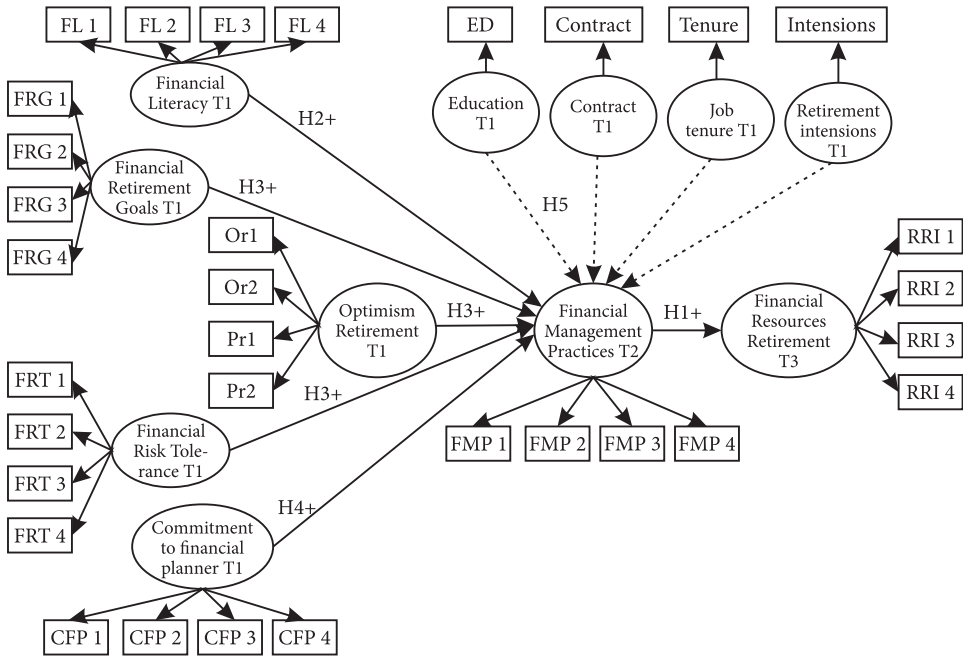 FL 1
FL 2
FL 3
FL 4
ED
Contract
Tenure
Intensions
Financial
Literacy T1
Education
T1
Contract
T1
Job
tenure T1
Retirement
intensions
T1
FRG 1
FRG 2
FRG 3
FRG 4
Financial
Retirement
Goals T1
H2+
H3+
H5
Or1
Or2
Pr1
Pr2
Optimism
Retirement
T1
H3+
Financial
Management
Practices T2
H1+
Financial
Resources
Retirement
T3
RRI 1
RRI 2
RRI 3
RRI 4
FRT 1
FRT 2
FRT 3
FRT 4
Financial
Risk Tole-
rance T1
H3+
FMP 1
FMP 2
FMP 3
FMP 4
H4+
Commitment
to financial
planner T1
CFP 1
CFP 2
CFP 3
CFP 4